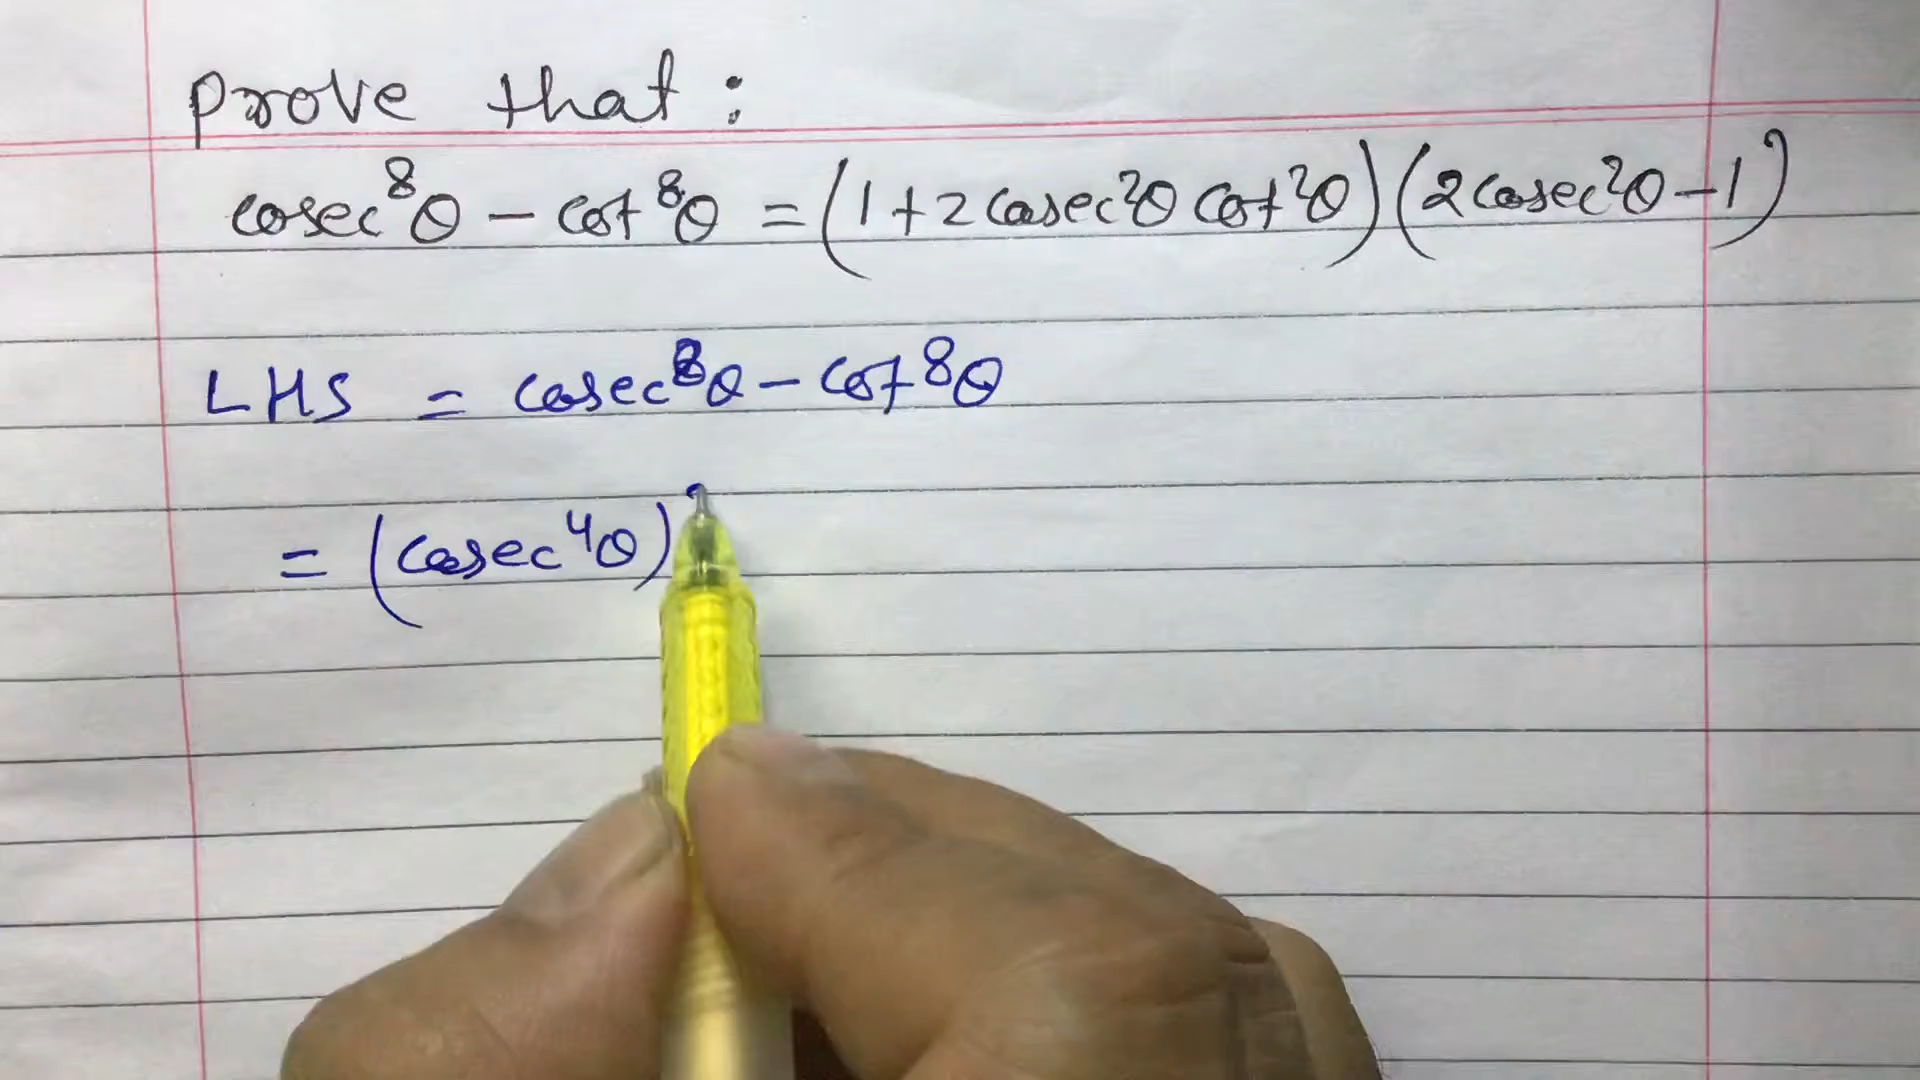 Prove that :
cosec⁸θ – cot⁸θ = (1+2cosec²θ cot²θ)(2cosec²θ–1)
LHS = cosec⁸θ – cot⁸θ
= (cosec⁴θ)